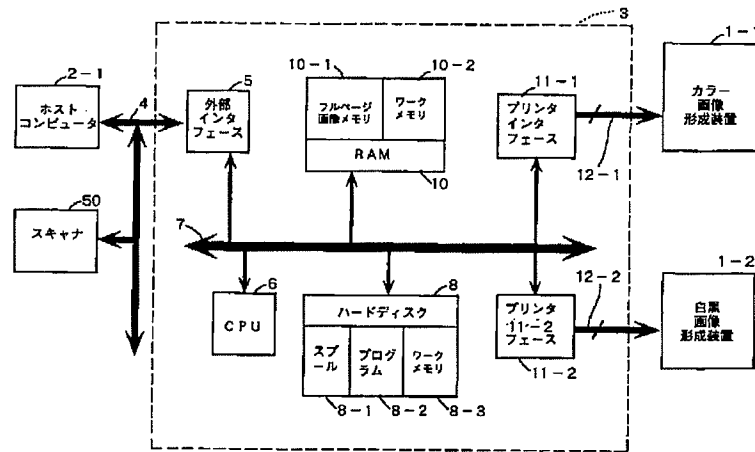 3
2-1
ホスト
コンピュータ
4
5
外部
インタ
フェース
10-1
10-2
フルページ
画像メモリ
ワーク
メモリ
RAM
10
11-1
プリンタ
インタ
フェース
12-1
1-1
カラー
画像
形成装置
50
スキャナ
7
6
CPU
8
ハードディスク
スプ
ール
プログ
ラム
ワーク
メモリ
8-1
8-2
8-3
プリンタ
11-2
フェース
11-2
12-2
1-2
白黒
画像
形成装置